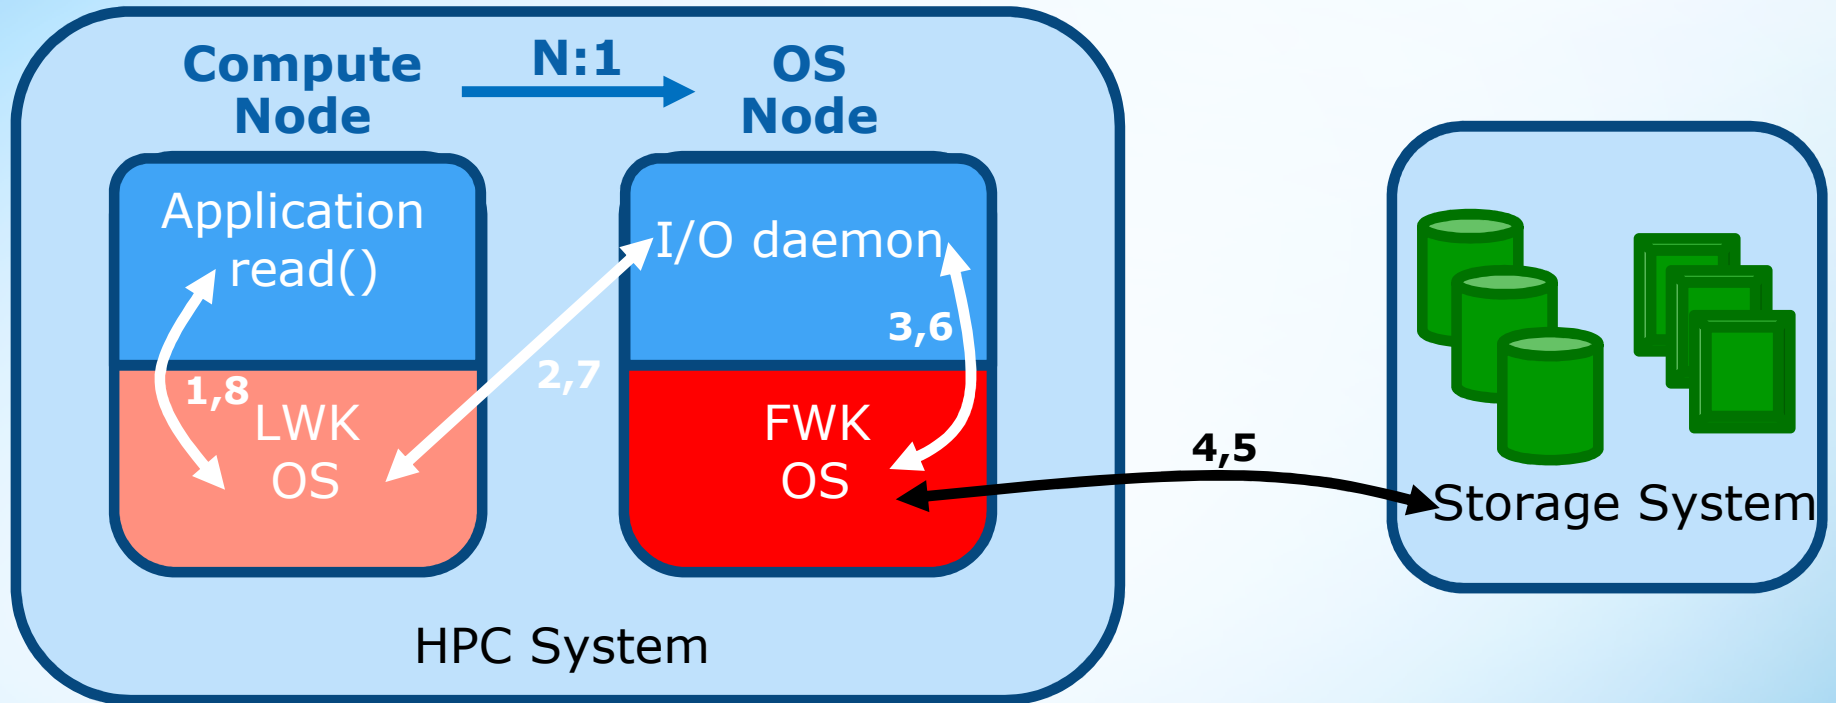 Compute
Node
N:1
OS
Node
Application
read()
I/O daemon
3,6
2,7
1,8
LWK
OS
FWK
OS
4,5
Storage System
HPC System